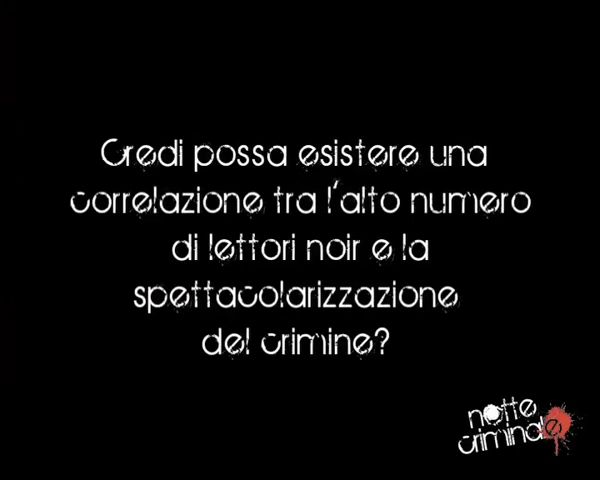 Credi possa esistere una
correlazione tra l'alto numero
di lettori noir e la
spettacolarizzazione
del crimine?
notte
criminale